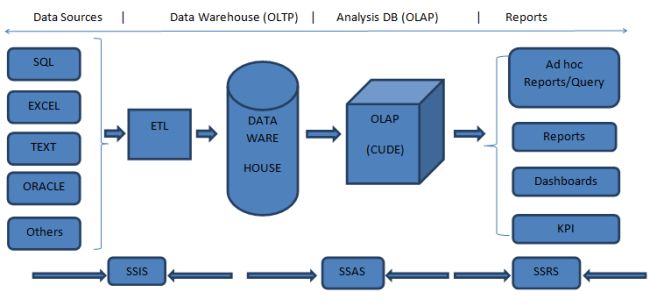 Data Sources | Data Warehouse (OLTP) | Analysis DB (OLAP) | Reports
SQL
EXCEL
TEXT
ORACLE
Others
ETL
DATA
WARE
HOUSE
OLAP
(CUDE)
Ad hoc
Reports/Query
Reports
Dashboards
KPI
SSIS
SSAS
SSRS